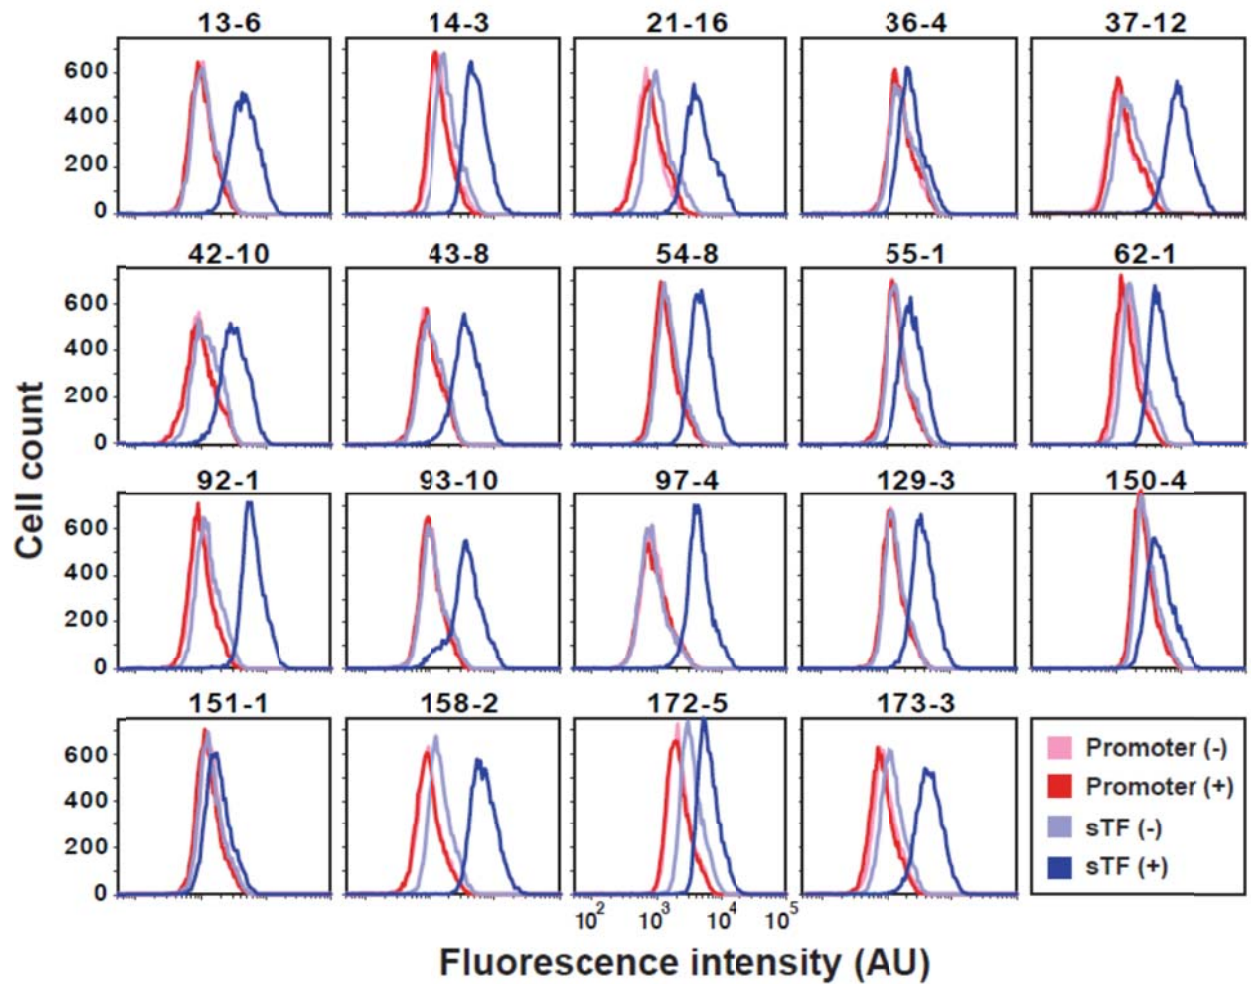 13-6 14-3 21-16 36-4 37-12
600
400
200
0
42-10 43-8 54-8 55-1 62-1
600
400
200
0
92-1 93-10 97-4 129-3 150-4
600
400
200
0
151-1 158-2 172-5 173-3
600
400
200
0
Promoter (-)
Promoter (+)
sTF (-)
sTF (+)
10² 10³ 10⁴ 10⁵
Cell count
Fluorescence intensity (AU)